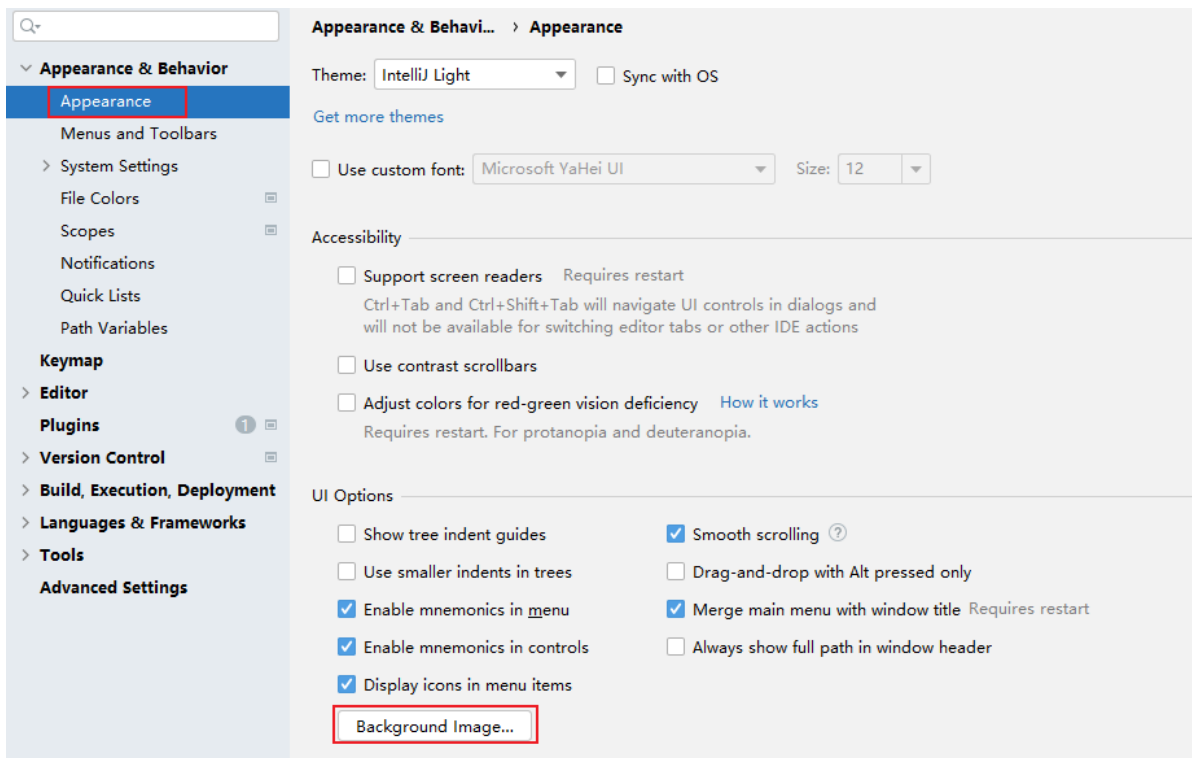 Appearance & Behavior
Appearance
Menus and Toolbars
System Settings
File Colors
Scopes
Notifications
Quick Lists
Path Variables
Keymap
Editor
Plugins 1
Version Control
Build, Execution, Deployment
Languages & Frameworks
Tools
Advanced Settings
Appearance & Behavi... › Appearance
Theme: IntelliJ Light Sync with OS
Get more themes
Use custom font: Microsoft YaHei UI Size: 12
Accessibility
Support screen readers Requires restart
Ctrl+Tab and Ctrl+Shift+Tab will navigate UI controls in dialogs and
will not be available for switching editor tabs or other IDE actions
Use contrast scrollbars
Adjust colors for red-green vision deficiency How it works
Requires restart. For protanopia and deuteranopia.
UI Options
Show tree indent guides Smooth scrolling ?
Use smaller indents in trees Drag-and-drop with Alt pressed only
Enable mnemonics in menu Merge main menu with window title Requires restart
Enable mnemonics in controls Always show full path in window header
Display icons in menu items
Background Image...